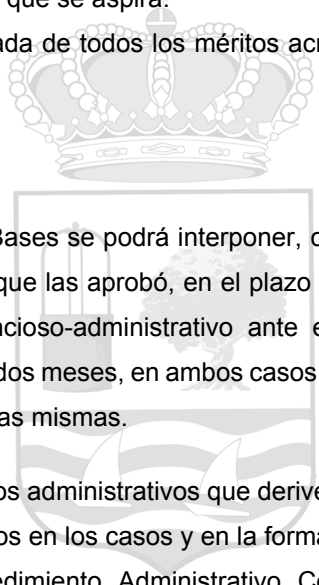 que se aspira.
ada de todos los méritos acr
Bases se podrá interponer,
que las aprobó, en el plazo
ncioso-administrativo ante e
dos meses, en ambos casos
as mismas.
os administrativos que derive
os en los casos y en la forma
edimiento Administrativo